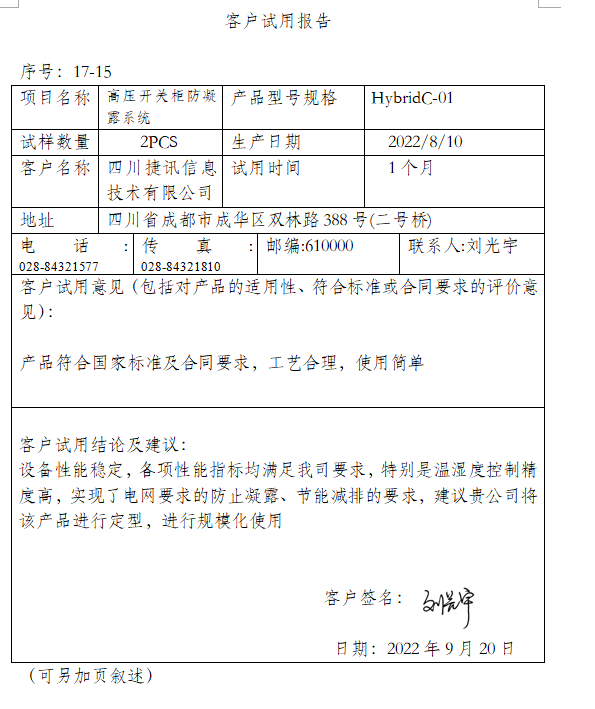 客户试用报告
序号：17-15
项目名称 高压开关柜防凝 产品型号规格 HybridC-01
露系统
试样数量 2PCS 生产日期 2022/8/10
客户名称 四川捷讯信息 试用时间 1个月
技术有限公司
地址 四川省成都市成华区双林路388号(二号桥)
电话: 传真: 邮编:610000 联系人:刘光宇
028-84321577 028-84321810
客户试用意见（包括对产品的适用性、符合标准或合同要求的评价意
见）：
产品符合国家标准及合同要求，工艺合理，使用简单
客户试用结论及建议：
设备性能稳定，各项性能指标均满足我司要求，特别是温湿度控制精
度高，实现了电网要求的防止凝露、节能减排的要求，建议贵公司将
该产品进行定型，进行规模化使用
客户签名： 刘光宇
日期：2022年9月20日
（可另加页叙述）